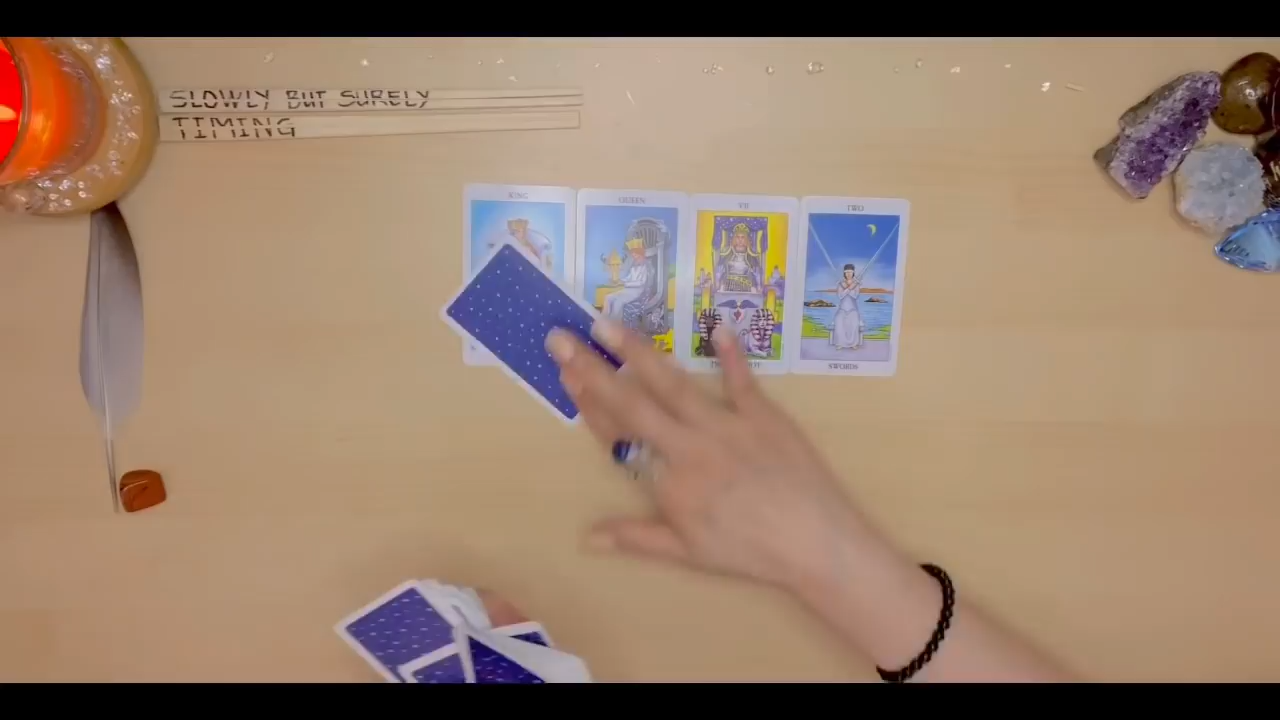 SLOWLY BUT SURELY
TIMING
KING
QUEEN
VII
TWO
SWORDS